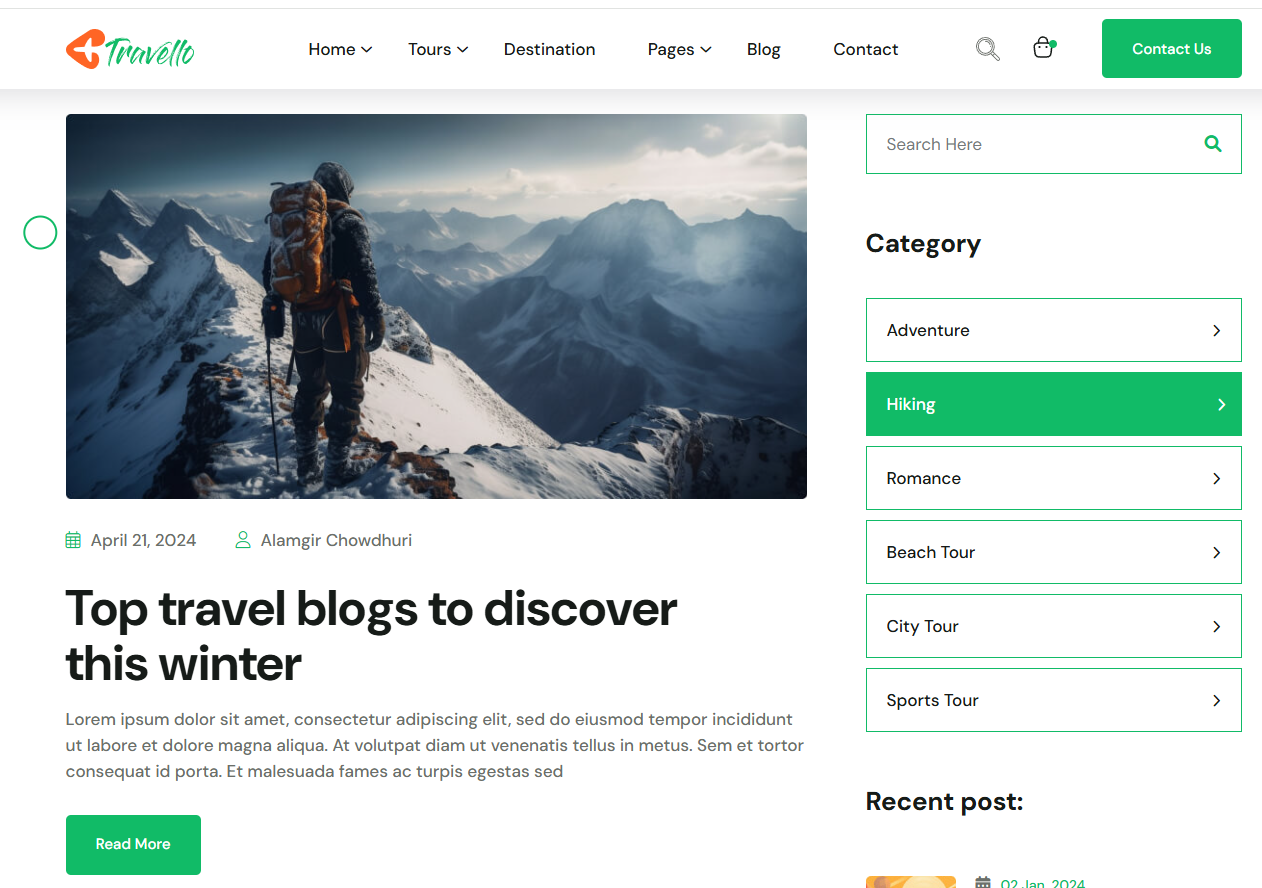 Travello
Home
Tours
Destination
Pages
Blog
Contact
Contact Us
April 21, 2024
Alamgir Chowdhuri
Top travel blogs to discover
this winter
Lorem ipsum dolor sit amet, consectetur adipiscing elit, sed do eiusmod tempor incididunt
ut labore et dolore magna aliqua. At volutpat diam ut venenatis tellus in metus. Sem et tortor
consequat id porta. Et malesuada fames ac turpis egestas sed
Read More
Search Here
Category
Adventure
Hiking
Romance
Beach Tour
City Tour
Sports Tour
Recent post:
02 Jan, 2024